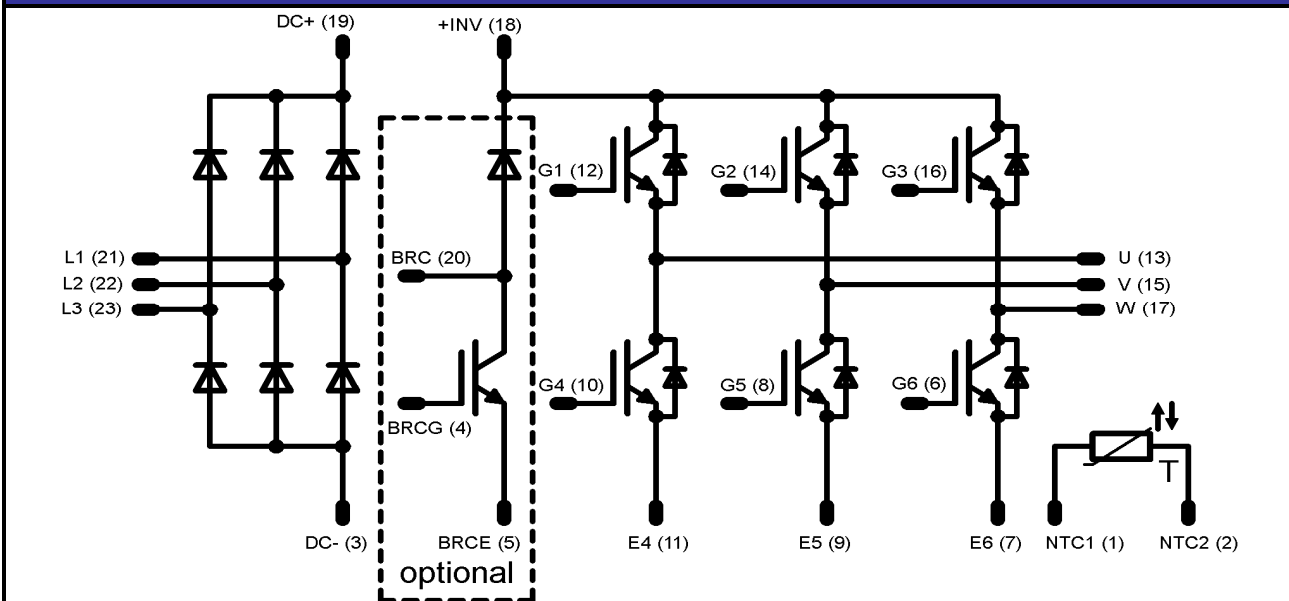 DC+ (19)
+INV (18)
G1 (12)
G2 (14)
G3 (16)
L1 (21)
L2 (22)
L3 (23)
BRC (20)
U (13)
V (15)
W (17)
BRCG (4)
G4 (10)
G5 (8)
G6 (6)
T
DC- (3)
BRCE (5)
E4 (11)
E5 (9)
E6 (7)
NTC1 (1)
NTC2 (2)
optional